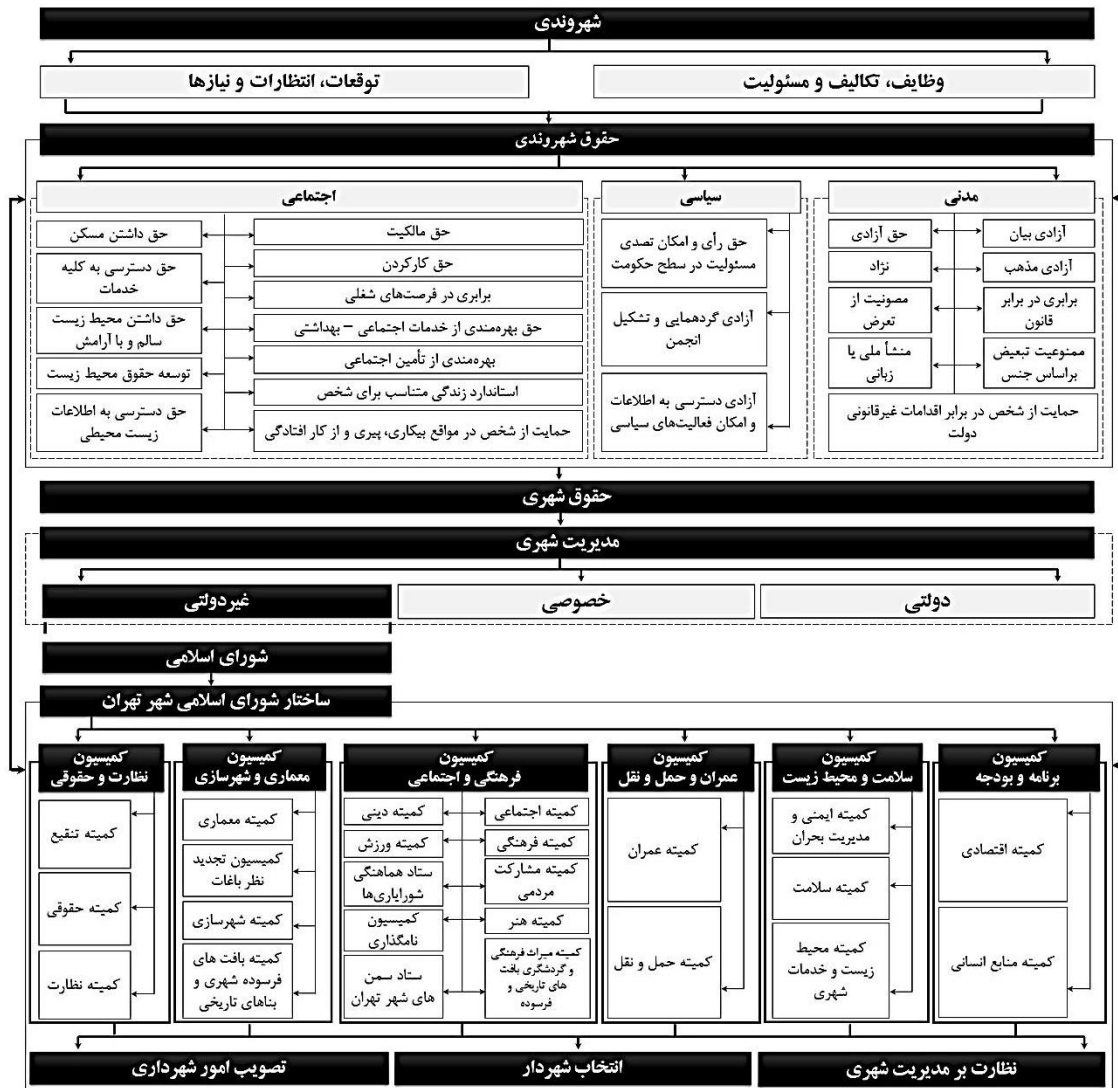 شهروندی
وظایف، تکالیف و مسئولیت
توقعات، انتظارات و نیازها
حقوق شهروندی
مدنی
آزادی بیان
حق آزادی
آزادی مذهب
نژاد
برابری در برابر
قانون
مصونیت از
تعرض
ممنوعیت تبعیض
براساس جنس
منشأ ملی یا
زبانی
حمایت از شخص در برابر اقدامات غیرقانونی
دولت
سیاسی
حق رأی و امکان تصدی
مسئولیت در سطح حکومت
آزادی گردهمایی و تشکیل
انجمن
آزادی دسترسی به اطلاعات
و امکان فعالیت‌های سیاسی
اجتماعی
حق مالکیت
حق کارکردن
برابری در فرصت‌های شغلی
حق بهره‌مندی از خدمات اجتماعی – بهداشتی
بهره‌مندی از تأمین اجتماعی
استاندارد زندگی متناسب برای شخص
حمایت از شخص در مواقع بیکاری، پیری و از کار افتادگی
حق داشتن مسکن
حق دسترسی به کلیه
خدمات
حق داشتن محیط زیست
سالم و با آرامش
توسعه حقوق محیط زیست
حق دسترسی به اطلاعات
زیست محیطی
حقوق شهری
مدیریت شهری
دولتی
خصوصی
غیردولتی
شورای اسلامی
ساختار شورای اسلامی شهر تهران
کمیسیون
برنامه و بودجه
کمیته اقتصادی
کمیته منابع انسانی
کمیسیون
سلامت و محیط زیست
کمیته ایمنی و
مدیریت بحران
کمیته سلامت
کمیته محیط
زیست و خدمات
شهری
کمیسیون
عمران و حمل و نقل
کمیته عمران
کمیته حمل و نقل
کمیسیون
فرهنگی و اجتماعی
کمیته اجتماعی
کمیته دینی
کمیته فرهنگی
کمیته ورزش
کمیته مشارکت
مردمی
ستاد هماهنگی
شورایاری‌ها
کمیته هنر
کمیسیون
نامگذاری
کمیته میراث فرهنگی
و گردشگری بافت
های تاریخی و
فرسوده
ستاد سمن
های شهر تهران
کمیسیون
معماری و شهرسازی
کمیته معماری
کمیسیون تجدید
نظر باغات
کمیته شهرسازی
کمیته بافت های
فرسوده شهری و
بناهای تاریخی
کمیسیون
نظارت و حقوقی
کمیته تنقیع
کمیته حقوقی
کمیته نظارت
نظارت بر مدیریت شهری
انتخاب شهردار
تصویب امور شهرداری